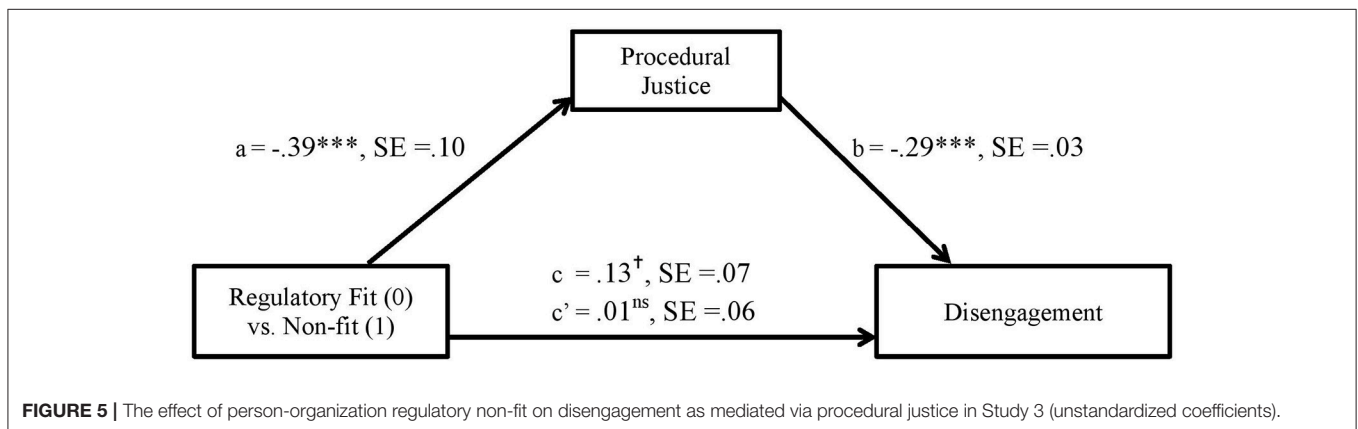 Procedural
Justice
a = -.39***, SE =.10
b = -.29***, SE =.03
c = .13†, SE =.07
c' = .01ns, SE =.06
Regulatory Fit (0)
vs. Non-fit (1)
Disengagement
FIGURE 5 | The effect of person-organization regulatory non-fit on disengagement as mediated via procedural justice in Study 3 (unstandardized coefficients).